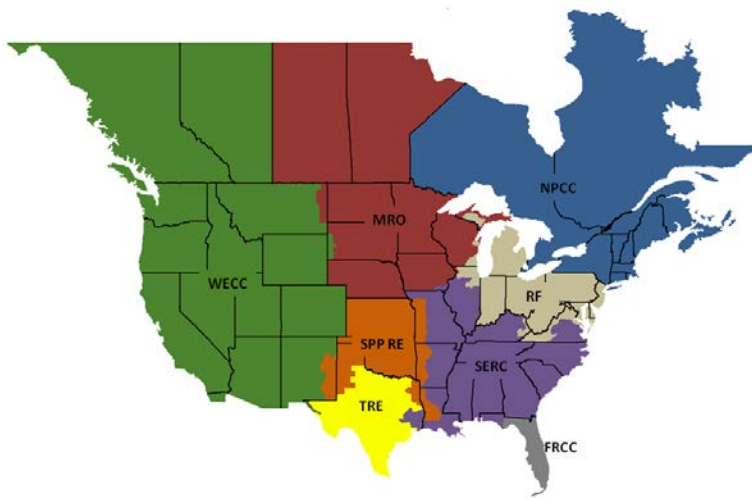 NPCC
MRO
WECC
RF
SPP RE
SERC
TRE
FRCC